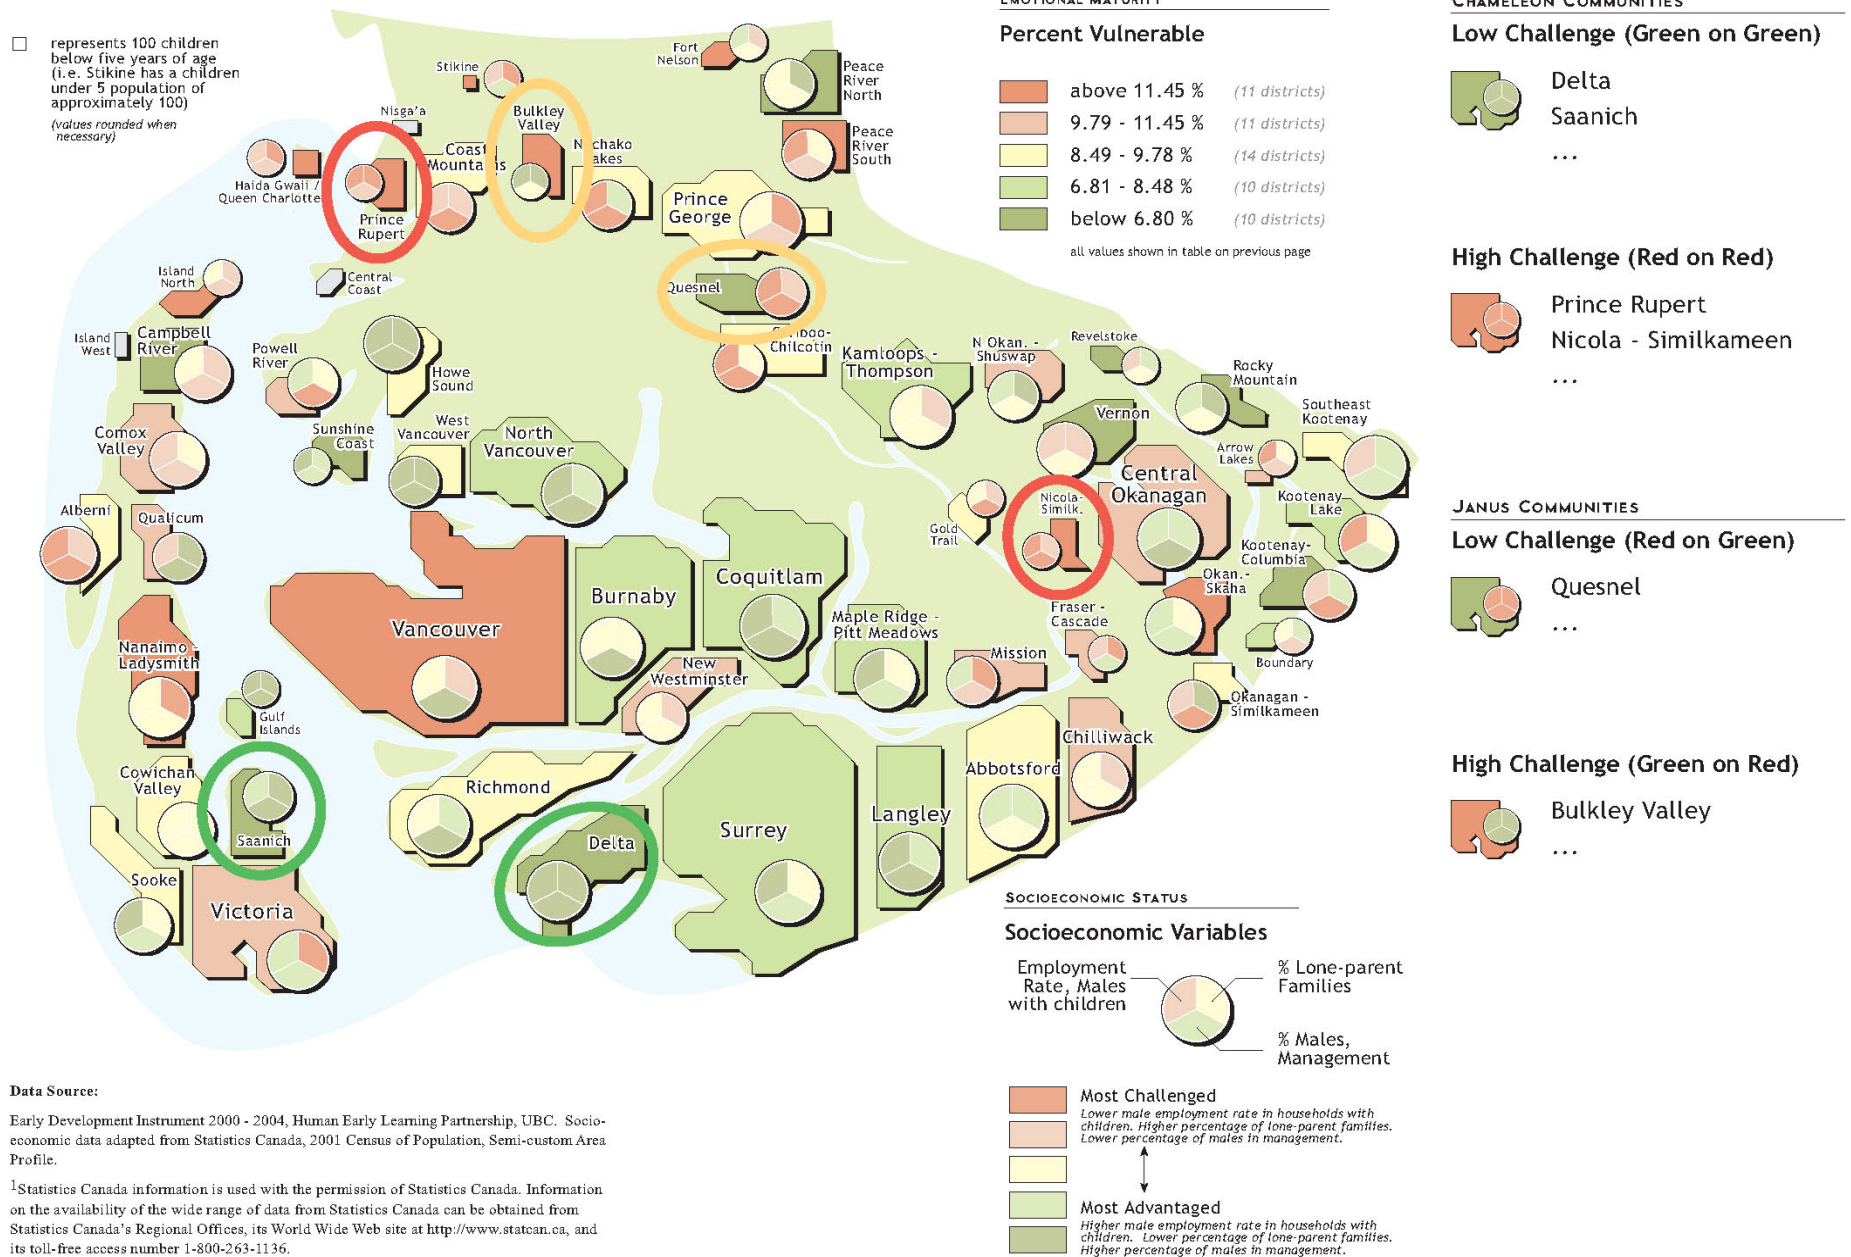 represents 100 children
below five years of age
(i.e. Stikine has a children
under 5 population of
approximately 100)
(values rounded when
necessary)
Fort
Nelson
Stikine
Peace
River
North
Nisga'a
Bulkley
Valley
Peace
River
South
Coast
Mountains
Nechako
Lakes
Haida Gwaii /
Queen Charlotte
Prince
Rupert
Prince
George
Island
North
Central
Coast
Quesnel
Island
West
Campbell
River
Powell
River
Howe
Sound
Cariboo-
Chilcotin
Kamloops -
Thompson
N Okan. -
Shuswap
Revelstoke
Rocky
Mountain
Southeast
Kootenay
Comox
Valley
Sunshine
Coast
West
Vancouver
North
Vancouver
Vernon
Arrow
Lakes
Central
Okanagan
Kootenay
Lake
Alberni
Qualicum
Gold
Trail
Nicola-
Similk.
Kootenay-
Columbia
Okan.-
Skaha
Vancouver
Burnaby
Coquitlam
Maple Ridge -
Pitt Meadows
Fraser -
Cascade
Boundary
Nanaimo -
Ladysmith
New
Westminster
Mission
Okanagan -
Similkameen
Gulf
Islands
Chilliwack
Cowichan
Valley
Richmond
Abbotsford
Saanich
Delta
Surrey
Langley
Sooke
Victoria
EMOTIONAL MATURITY
Percent Vulnerable
above 11.45 % (11 districts)
9.79 - 11.45 % (11 districts)
8.49 - 9.78 % (14 districts)
6.81 - 8.48 % (10 districts)
below 6.80 % (10 districts)
all values shown in table on previous page
SOCIOECONOMIC STATUS
Socioeconomic Variables
Employment
Rate, Males
with children
% Lone-parent
Families
% Males,
Management
Most Challenged
Lower male employment rate in households with
children. Higher percentage of lone-parent families.
Lower percentage of males in management.
Most Advantaged
Higher male employment rate in households with
children. Lower percentage of lone-parent families.
Higher percentage of males in management.
CHAMELEON COMMUNITIES
Low Challenge (Green on Green)
Delta
Saanich
...
High Challenge (Red on Red)
Prince Rupert
Nicola - Similkameen
...
JANUS COMMUNITIES
Low Challenge (Red on Green)
Quesnel
...
High Challenge (Green on Red)
Bulkley Valley
...
Data Source:
Early Development Instrument 2000 - 2004, Human Early Learning Partnership, UBC. Socio-
economic data adapted from Statistics Canada, 2001 Census of Population, Semi-custom Area
Profile.
1Statistics Canada information is used with the permission of Statistics Canada. Information
on the availability of the wide range of data from Statistics Canada can be obtained from
Statistics Canada's Regional Offices, its World Wide Web site at http://www.statcan.ca, and
its toll-free access number 1-800-263-1136.